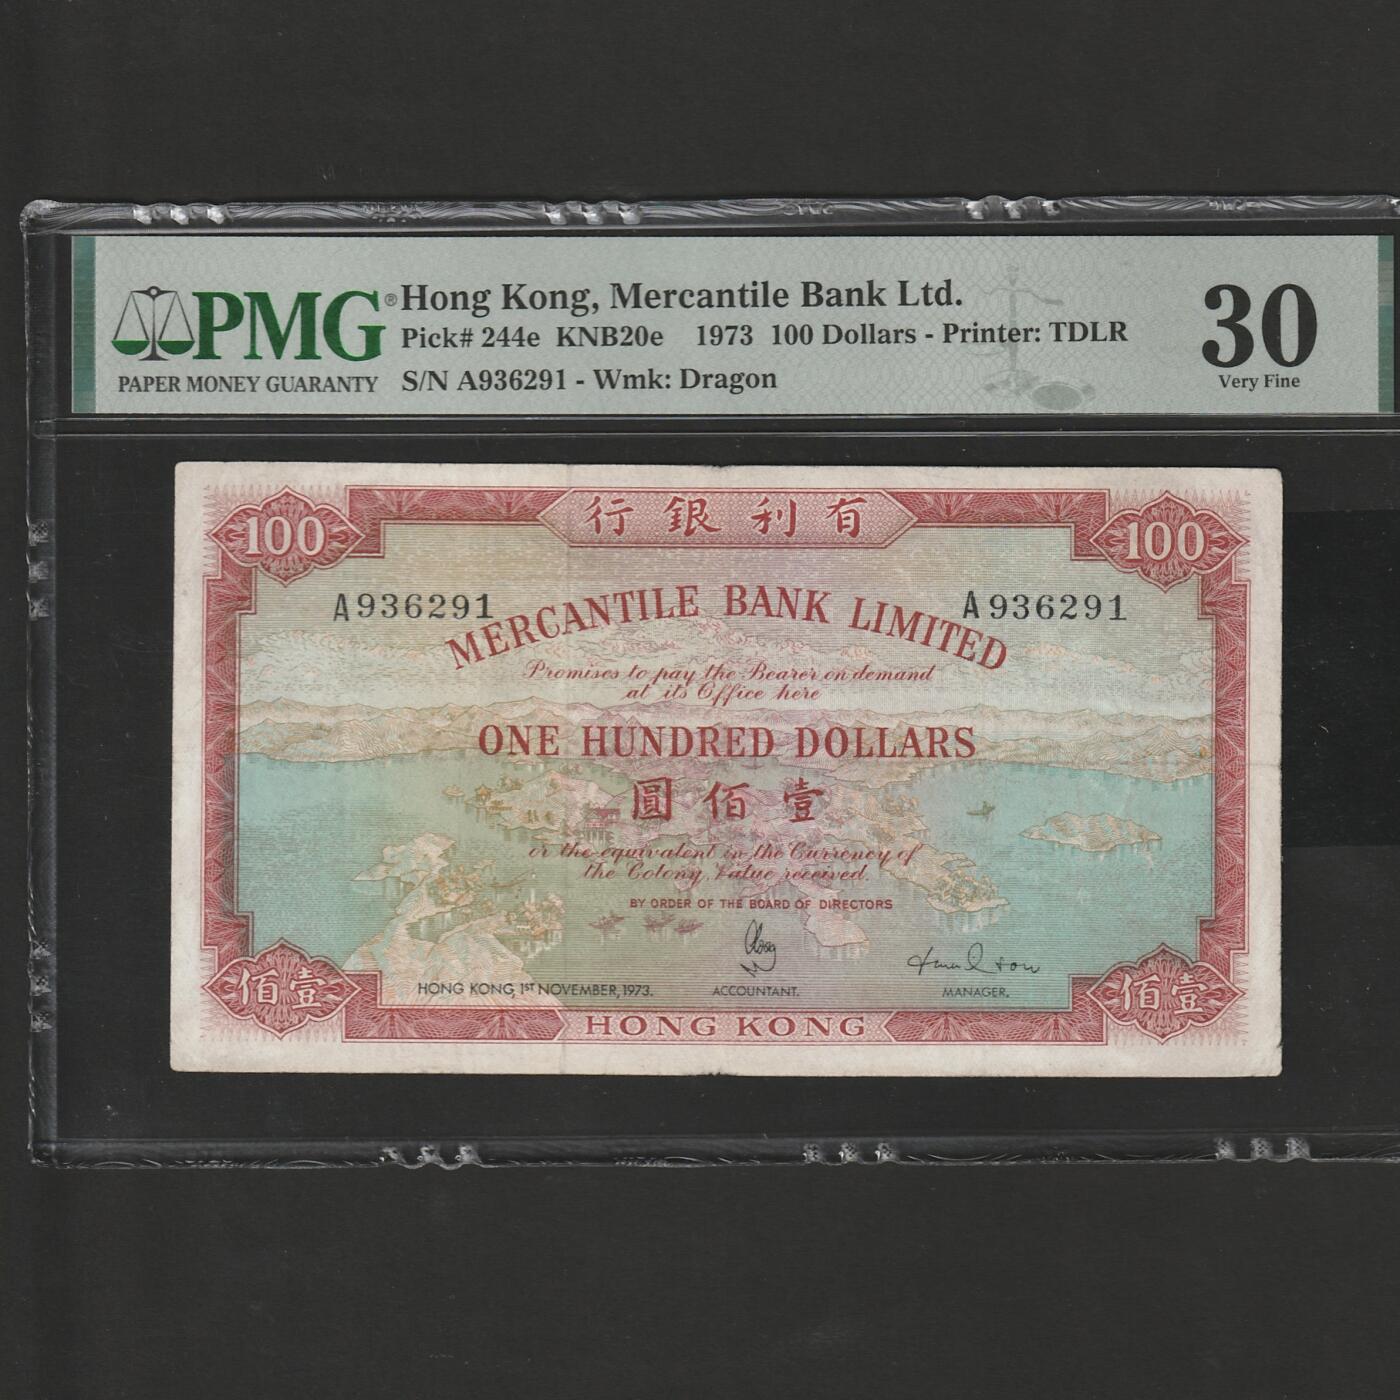 PMG®
PAPER MONEY GUARANTY
Hong Kong, Mercantile Bank Ltd.
Pick# 244e KNB20e 1973 100 Dollars - Printer: TDLR
S/N A936291 - Wmk: Dragon
30
Very Fine
行銀利有
100
100
A936291
A936291
MERCANTILE BANK LIMITED
Promises to pay the Bearer on demand
at its Office here
ONE HUNDRED DOLLARS
圓佰壹
or the equivalent in the Currency of
the Colony, Value received.
BY ORDER OF THE BOARD OF DIRECTORS
HONG KONG, 1ST NOVEMBER, 1973.
ACCOUNTANT.
MANAGER.
佰壹
佰壹
HONG KONG